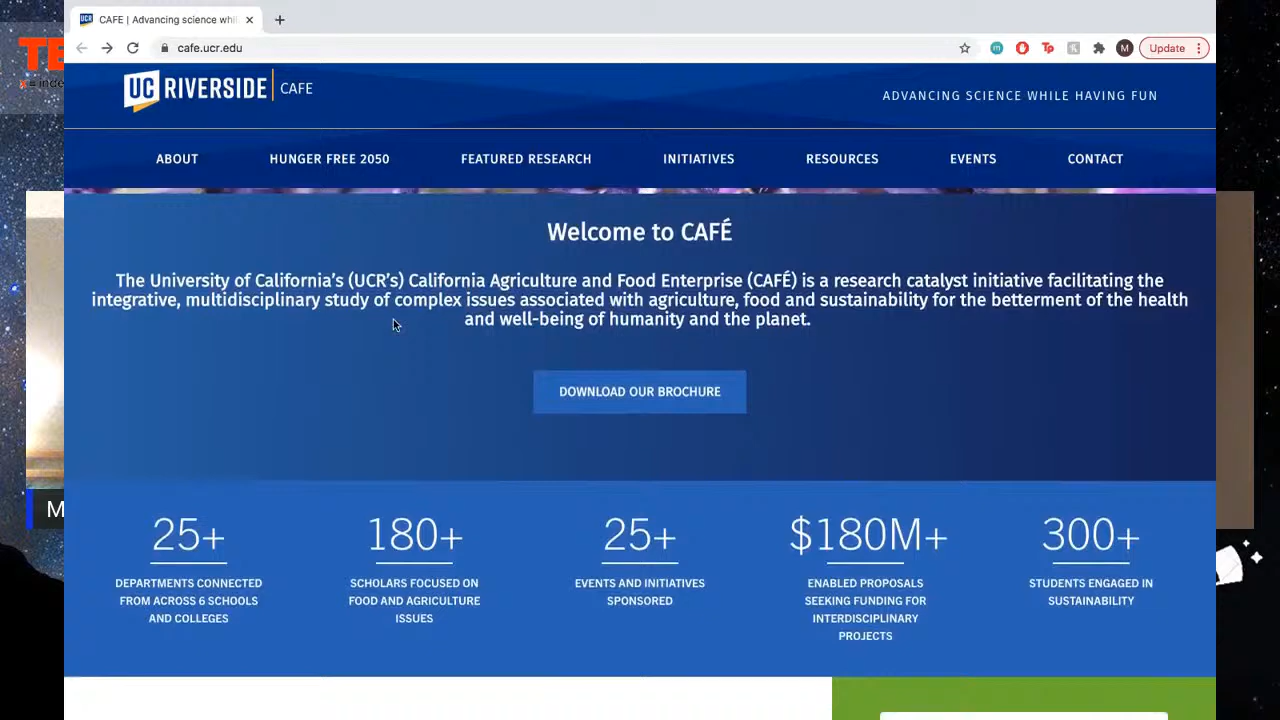 CAFE | Advancing science whi
cafe.ucr.edu
Update
UCR
UC RIVERSIDE CAFE
ADVANCING SCIENCE WHILE HAVING FUN
ABOUT HUNGER FREE 2050 FEATURED RESEARCH INITIATIVES RESOURCES EVENTS CONTACT
Welcome to CAFÉ
The University of California's (UCR's) California Agriculture and Food Enterprise (CAFÉ) is a research catalyst initiative facilitating the
integrative, multidisciplinary study of complex issues associated with agriculture, food and sustainability for the betterment of the health
and well-being of humanity and the planet.
DOWNLOAD OUR BROCHURE
25+
DEPARTMENTS CONNECTED
FROM ACROSS 6 SCHOOLS
AND COLLEGES
180+
SCHOLARS FOCUSED ON
FOOD AND AGRICULTURE
ISSUES
25+
EVENTS AND INITIATIVES
SPONSORED
$180M+
ENABLED PROPOSALS
SEEKING FUNDING FOR
INTERDISCIPLINARY
PROJECTS
300+
STUDENTS ENGAGED IN
SUSTAINABILITY
TE
x = inde
M